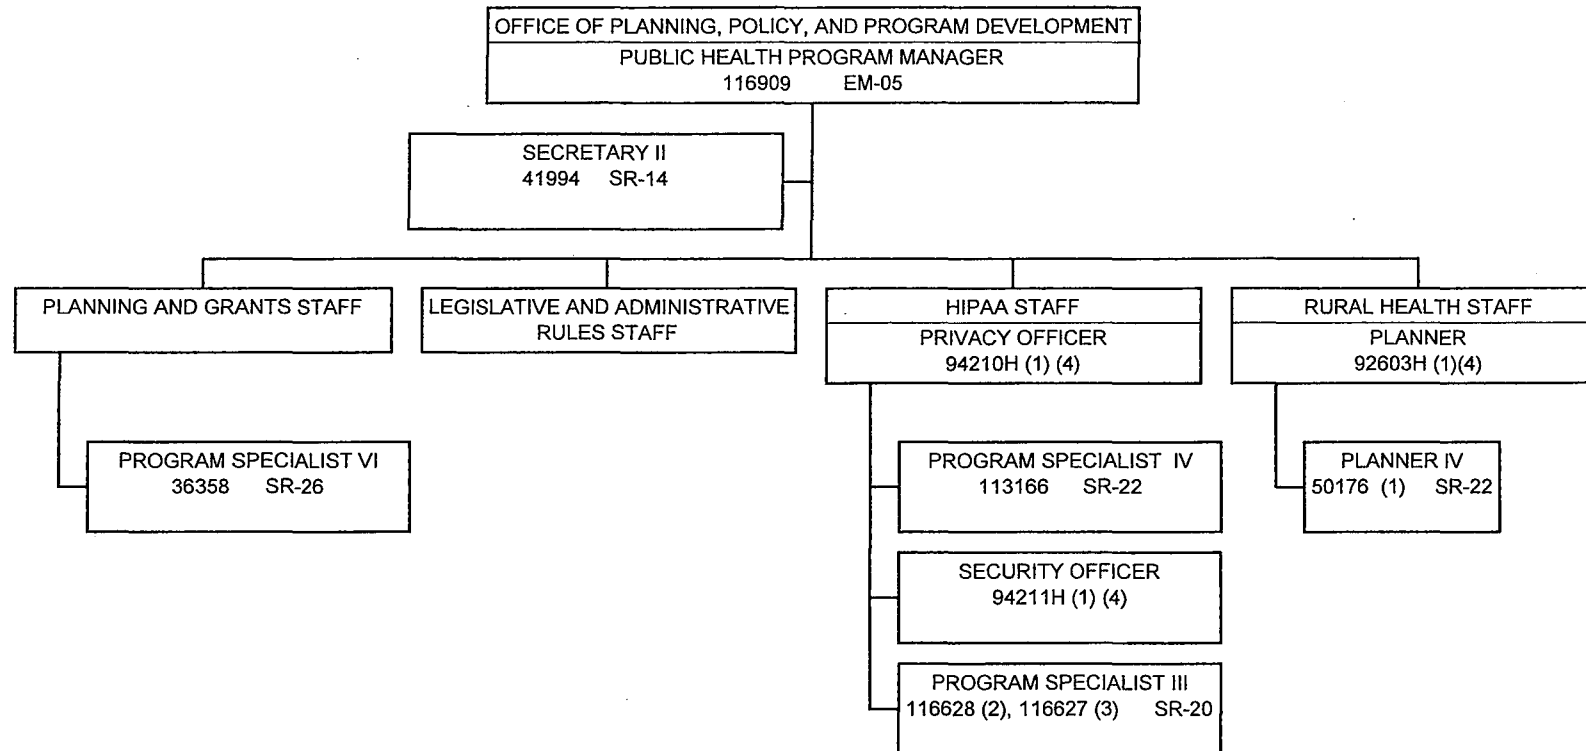 OFFICE OF PLANNING, POLICY, AND PROGRAM DEVELOPMENT
PUBLIC HEALTH PROGRAM MANAGER
116909 EM-05
SECRETARY II
41994 SR-14
PLANNING AND GRANTS STAFF
LEGISLATIVE AND ADMINISTRATIVE
RULES STAFF
HIPAA STAFF
PRIVACY OFFICER
94210H (1) (4)
RURAL HEALTH STAFF
PLANNER
92603H (1)(4)
PROGRAM SPECIALIST VI
36358 SR-26
PROGRAM SPECIALIST IV
113166 SR-22
SECURITY OFFICER
94211H (1) (4)
PROGRAM SPECIALIST III
116628 (2), 116627 (3) SR-20
PLANNER IV
50176 (1) SR-22